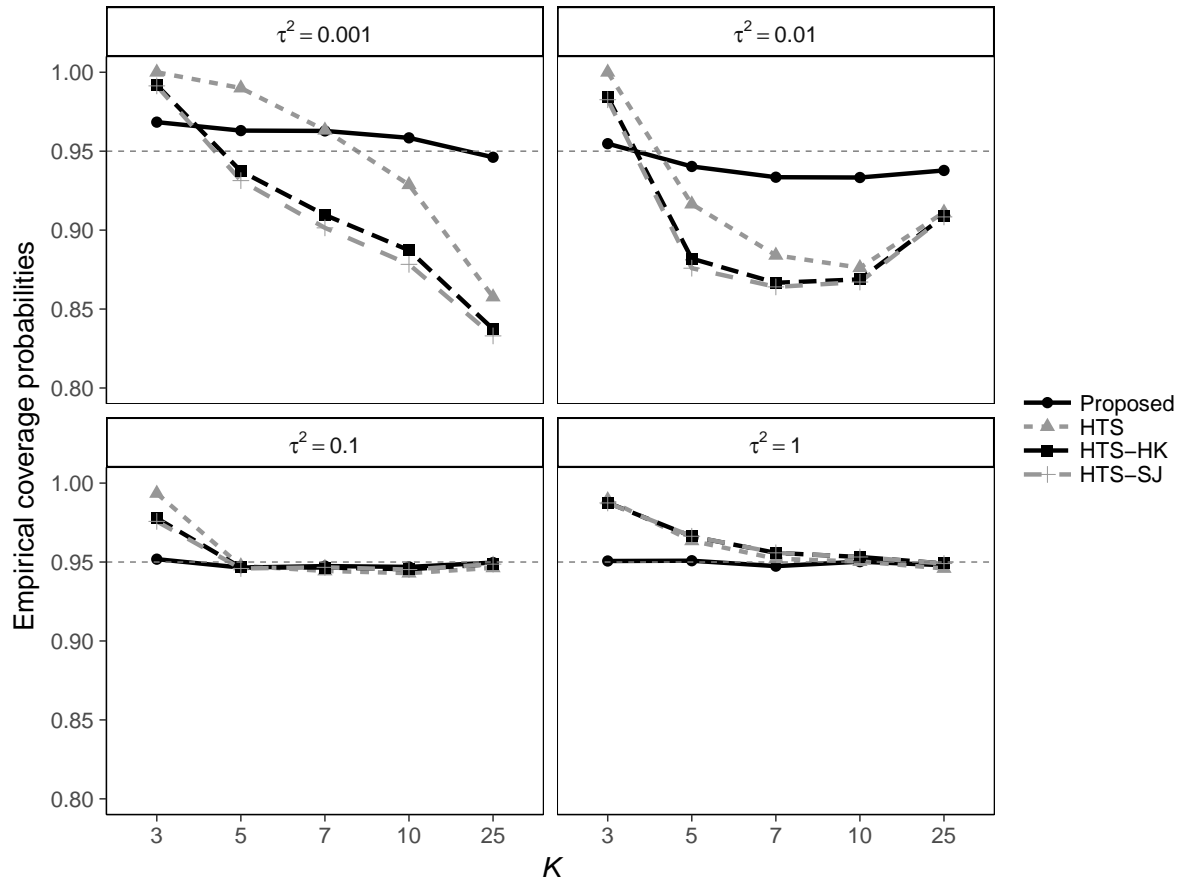 τ² = 0.001
τ² = 0.01
1.00
0.95
0.90
0.85
0.80
Empirical coverage probabilities
Proposed
HTS
HTS−HK
HTS−SJ
τ² = 0.1
τ² = 1
1.00
0.95
0.90
0.85
0.80
3 5 7 10 25
3 5 7 10 25
K